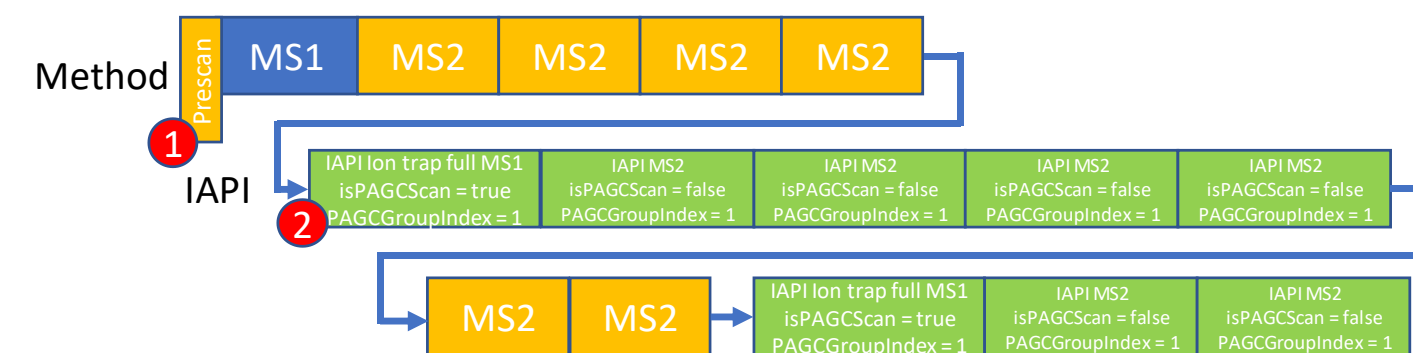 Method
Prescan
MS1
MS2
MS2
MS2
MS2
1
IAPI
IAPI Ion trap full MS1
isPAGCScan = true
PAGCGroupIndex = 1
2
IAPI MS2
isPAGCScan = false
PAGCGroupIndex = 1
IAPI MS2
isPAGCScan = false
PAGCGroupIndex = 1
IAPI MS2
isPAGCScan = false
PAGCGroupIndex = 1
IAPI MS2
isPAGCScan = false
PAGCGroupIndex = 1
MS2
MS2
IAPI Ion trap full MS1
isPAGCScan = true
PAGCGroupIndex = 1
IAPI MS2
isPAGCScan = false
PAGCGroupIndex = 1
IAPI MS2
isPAGCScan = false
PAGCGroupIndex = 1